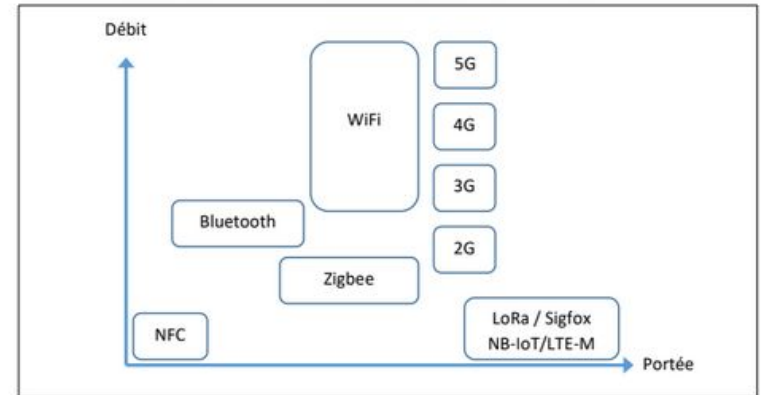 Débit
5G
WiFi
4G
3G
Bluetooth
2G
Zigbee
LoRa / Sigfox
NB-IoT/LTE-M
NFC
Portée